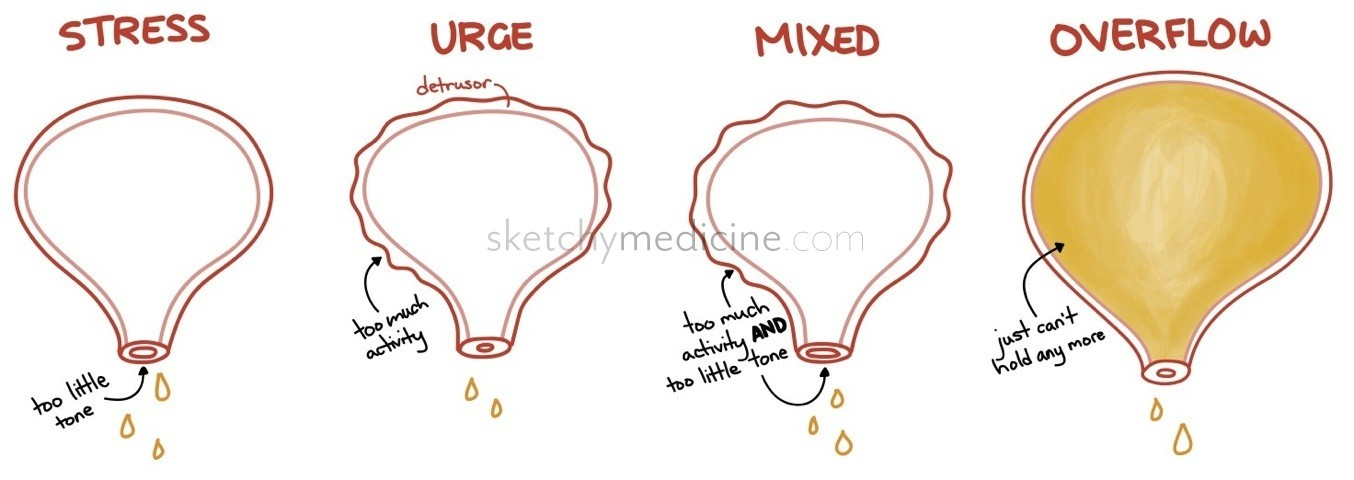 STRESS
URGE
MIXED
OVERFLOW
detrusor
sketchymedicine.com
too much
activity
too much
activity AND
too little tone
just can't
hold any more
too little
tone